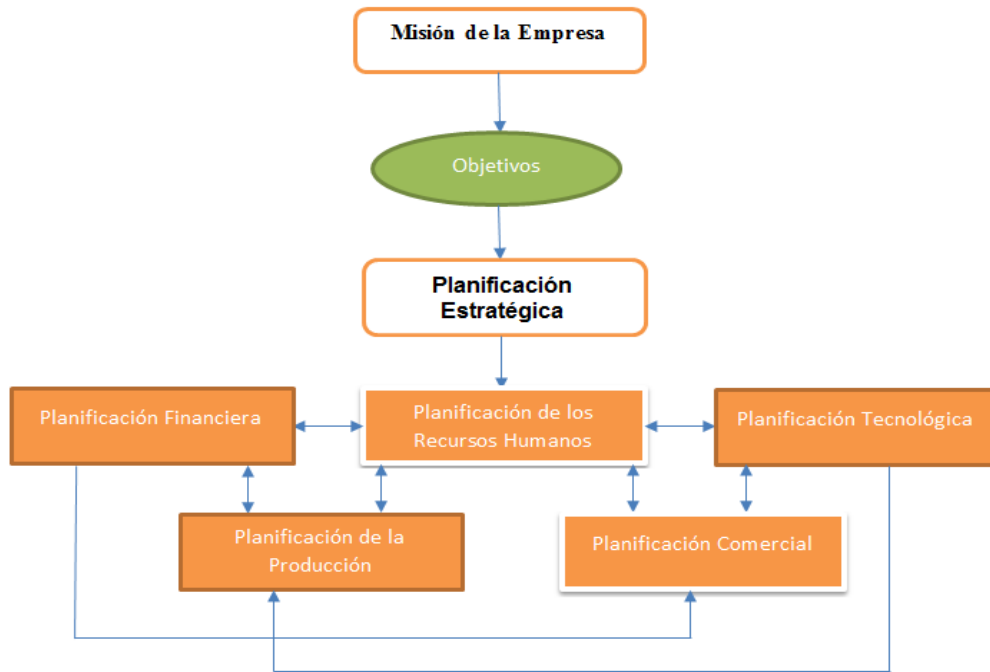 Misión de la Empresa
Objetivos
Planificación
Estratégica
Planificación Financiera
Planificación de los
Recursos Humanos
Planificación Tecnológica
Planificación de la
Producción
Planificación Comercial